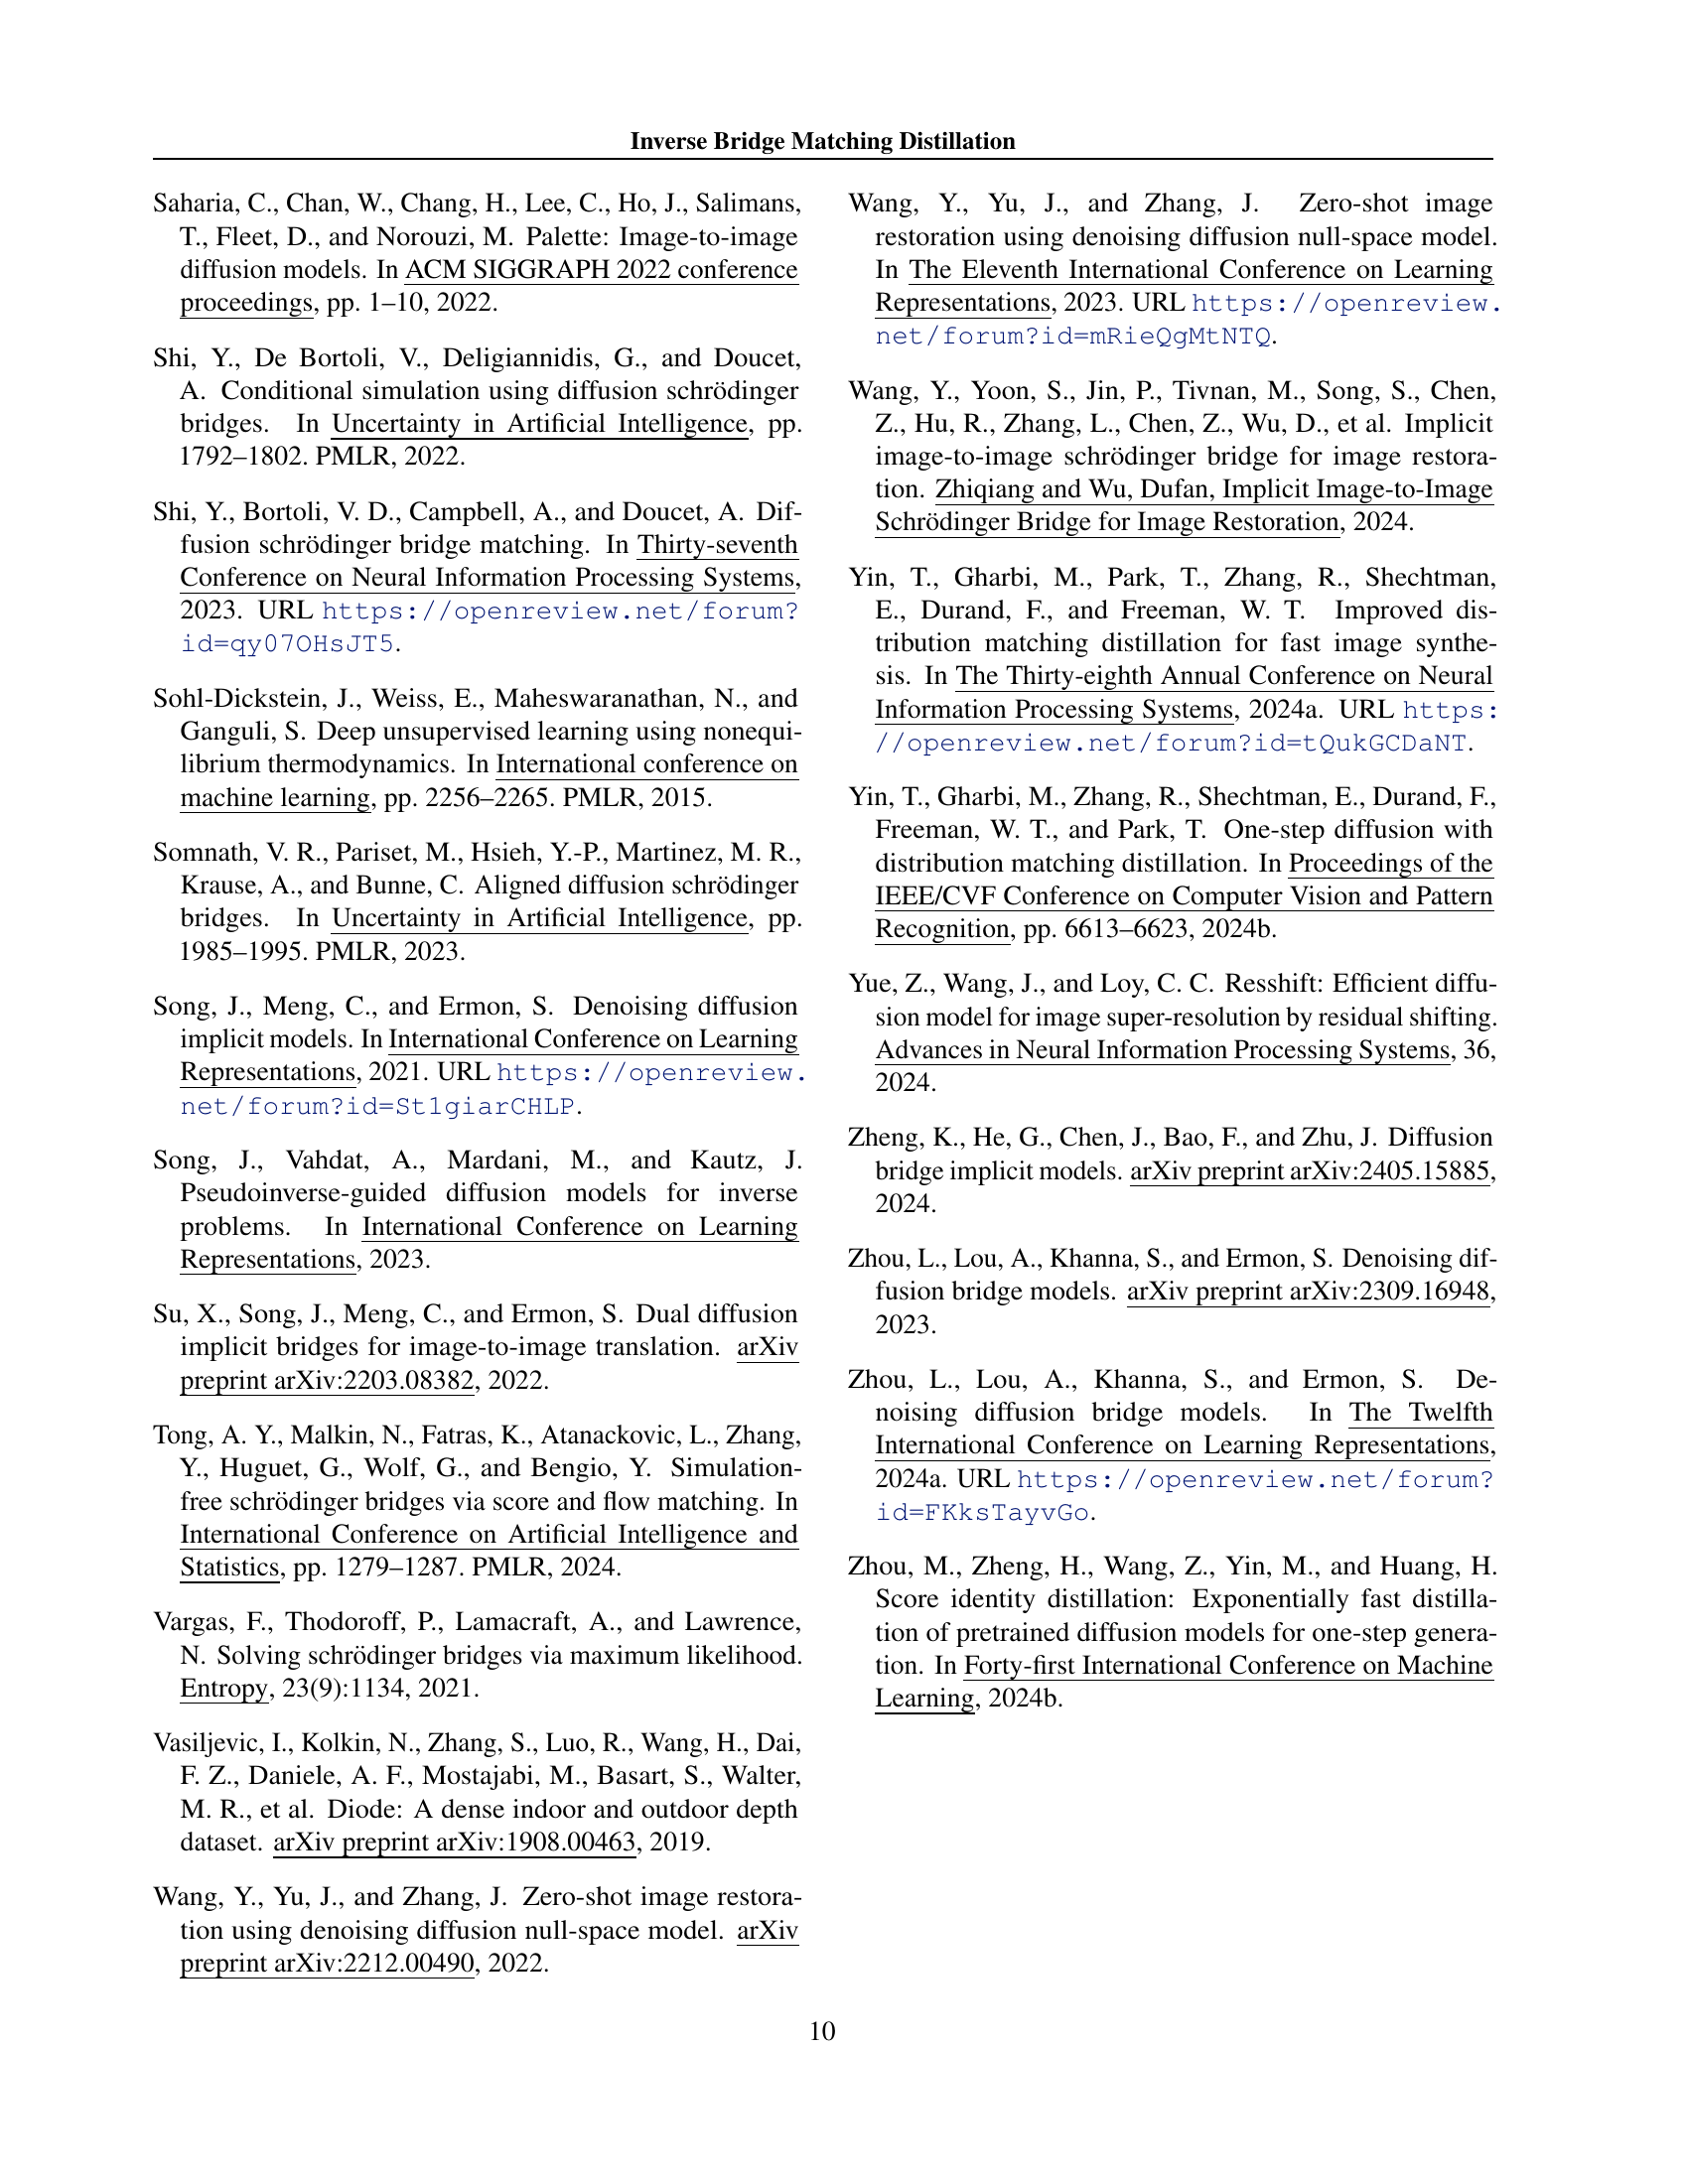 Inverse Bridge Matching Distillation
Saharia, C., Chan, W., Chang, H., Lee, C., Ho, J., Salimans,
T., Fleet, D., and Norouzi, M. Palette: Image-to-image
diffusion models. In ACM SIGGRAPH 2022 conference
proceedings, pp. 1–10, 2022.
Shi, Y., De Bortoli, V., Deligiannidis, G., and Doucet,
A. Conditional simulation using diffusion schrödinger
bridges. In Uncertainty in Artificial Intelligence, pp.
1792–1802. PMLR, 2022.
Shi, Y., Bortoli, V. D., Campbell, A., and Doucet, A. Dif-
fusion schrödinger bridge matching. In Thirty-seventh
Conference on Neural Information Processing Systems,
2023. URL https://openreview.net/forum?
id=qy07OHsJT5.
Sohl-Dickstein, J., Weiss, E., Maheswaranathan, N., and
Ganguli, S. Deep unsupervised learning using nonequi-
librium thermodynamics. In International conference on
machine learning, pp. 2256–2265. PMLR, 2015.
Somnath, V. R., Pariset, M., Hsieh, Y.-P., Martinez, M. R.,
Krause, A., and Bunne, C. Aligned diffusion schrödinger
bridges. In Uncertainty in Artificial Intelligence, pp.
1985–1995. PMLR, 2023.
Song, J., Meng, C., and Ermon, S. Denoising diffusion
implicit models. In International Conference on Learning
Representations, 2021. URL https://openreview.
net/forum?id=St1giarCHLP.
Song, J., Vahdat, A., Mardani, M., and Kautz, J.
Pseudoinverse-guided diffusion models for inverse
problems. In International Conference on Learning
Representations, 2023.
Su, X., Song, J., Meng, C., and Ermon, S. Dual diffusion
implicit bridges for image-to-image translation. arXiv
preprint arXiv:2203.08382, 2022.
Tong, A. Y., Malkin, N., Fatras, K., Atanackovic, L., Zhang,
Y., Huguet, G., Wolf, G., and Bengio, Y. Simulation-
free schrödinger bridges via score and flow matching. In
International Conference on Artificial Intelligence and
Statistics, pp. 1279–1287. PMLR, 2024.
Vargas, F., Thodoroff, P., Lamacraft, A., and Lawrence,
N. Solving schrödinger bridges via maximum likelihood.
Entropy, 23(9):1134, 2021.
Vasiljevic, I., Kolkin, N., Zhang, S., Luo, R., Wang, H., Dai,
F. Z., Daniele, A. F., Mostajabi, M., Basart, S., Walter,
M. R., et al. Diode: A dense indoor and outdoor depth
dataset. arXiv preprint arXiv:1908.00463, 2019.
Wang, Y., Yu, J., and Zhang, J. Zero-shot image restora-
tion using denoising diffusion null-space model. arXiv
preprint arXiv:2212.00490, 2022.
Wang, Y., Yu, J., and Zhang, J. Zero-shot image
restoration using denoising diffusion null-space model.
In The Eleventh International Conference on Learning
Representations, 2023. URL https://openreview.
net/forum?id=mRieQgMtNTQ.
Wang, Y., Yoon, S., Jin, P., Tivnan, M., Song, S., Chen,
Z., Hu, R., Zhang, L., Chen, Z., Wu, D., et al. Implicit
image-to-image schrödinger bridge for image restora-
tion. Zhiqiang and Wu, Dufan, Implicit Image-to-Image
Schrödinger Bridge for Image Restoration, 2024.
Yin, T., Gharbi, M., Park, T., Zhang, R., Shechtman,
E., Durand, F., and Freeman, W. T. Improved dis-
tribution matching distillation for fast image synthe-
sis. In The Thirty-eighth Annual Conference on Neural
Information Processing Systems, 2024a. URL https:
//openreview.net/forum?id=tQukGCDaNT.
Yin, T., Gharbi, M., Zhang, R., Shechtman, E., Durand, F.,
Freeman, W. T., and Park, T. One-step diffusion with
distribution matching distillation. In Proceedings of the
IEEE/CVF Conference on Computer Vision and Pattern
Recognition, pp. 6613–6623, 2024b.
Yue, Z., Wang, J., and Loy, C. C. Resshift: Efficient diffu-
sion model for image super-resolution by residual shifting.
Advances in Neural Information Processing Systems, 36,
2024.
Zheng, K., He, G., Chen, J., Bao, F., and Zhu, J. Diffusion
bridge implicit models. arXiv preprint arXiv:2405.15885,
2024.
Zhou, L., Lou, A., Khanna, S., and Ermon, S. Denoising dif-
fusion bridge models. arXiv preprint arXiv:2309.16948,
2023.
Zhou, L., Lou, A., Khanna, S., and Ermon, S. De-
noising diffusion bridge models. In The Twelfth
International Conference on Learning Representations,
2024a. URL https://openreview.net/forum?
id=FKksTayvGo.
Zhou, M., Zheng, H., Wang, Z., Yin, M., and Huang, H.
Score identity distillation: Exponentially fast distilla-
tion of pretrained diffusion models for one-step genera-
tion. In Forty-first International Conference on Machine
Learning, 2024b.
10